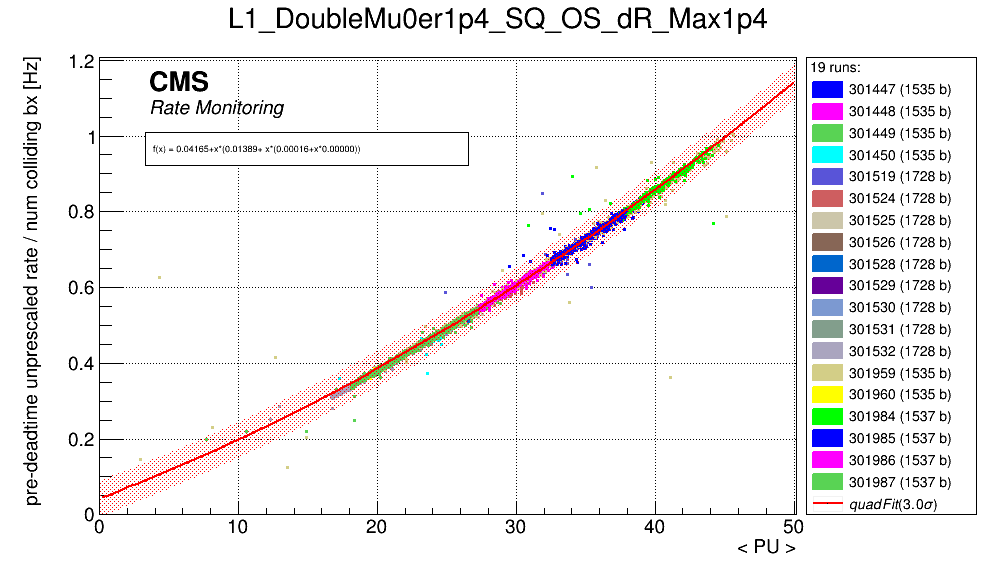 L1_DoubleMu0er1p4_SQ_OS_dR_Max1p4
pre-deadtime unprescaled rate / num colliding bx [Hz]
1.2
1
0.8
0.6
0.4
0.2
0
CMS
Rate Monitoring
f(x) = 0.04165+x*(0.01389+ x*(0.00016+x*0.00000))
0
10
20
30
40
50
< PU >
19 runs:
301447 (1535 b)
301448 (1535 b)
301449 (1535 b)
301450 (1535 b)
301519 (1728 b)
301524 (1728 b)
301525 (1728 b)
301526 (1728 b)
301528 (1728 b)
301529 (1728 b)
301530 (1728 b)
301531 (1728 b)
301532 (1728 b)
301959 (1535 b)
301960 (1535 b)
301984 (1537 b)
301985 (1537 b)
301986 (1537 b)
301987 (1537 b)
quadFit(3.0σ)